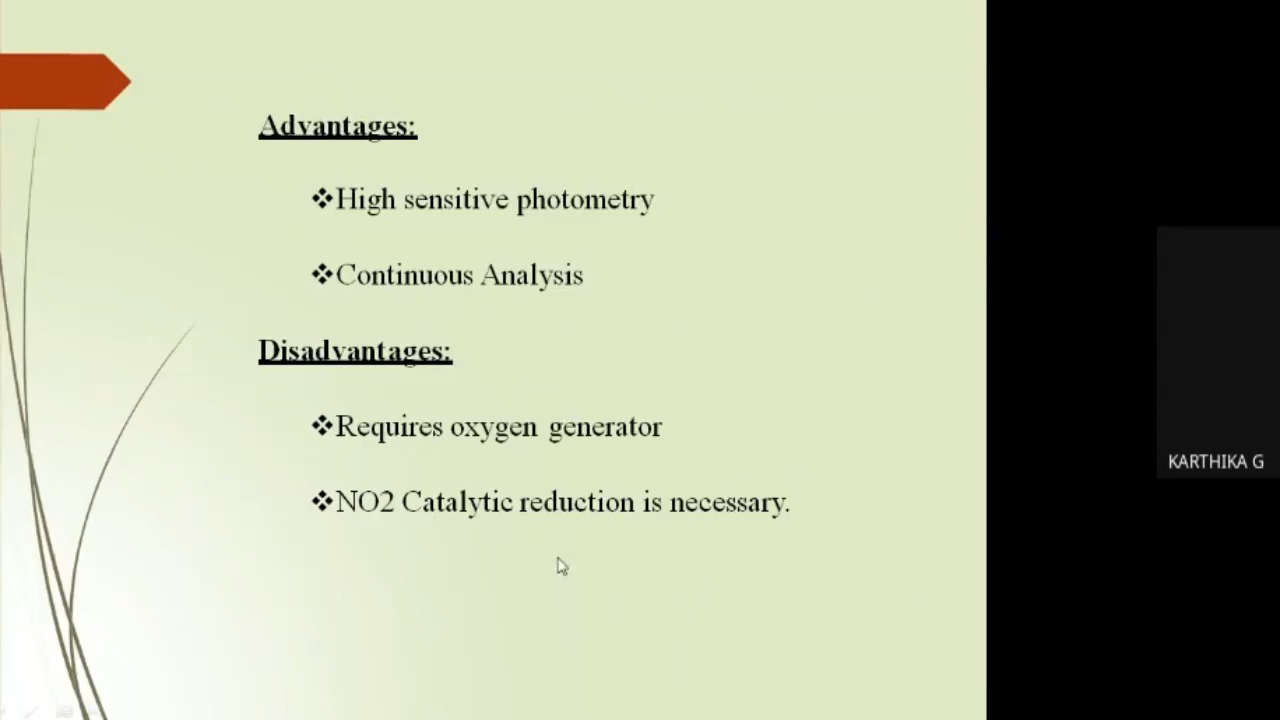 Advantages:
❖High sensitive photometry
❖Continuous Analysis
Disadvantages:
❖Requires oxygen generator
❖NO2 Catalytic reduction is necessary.
KARTHIKA G